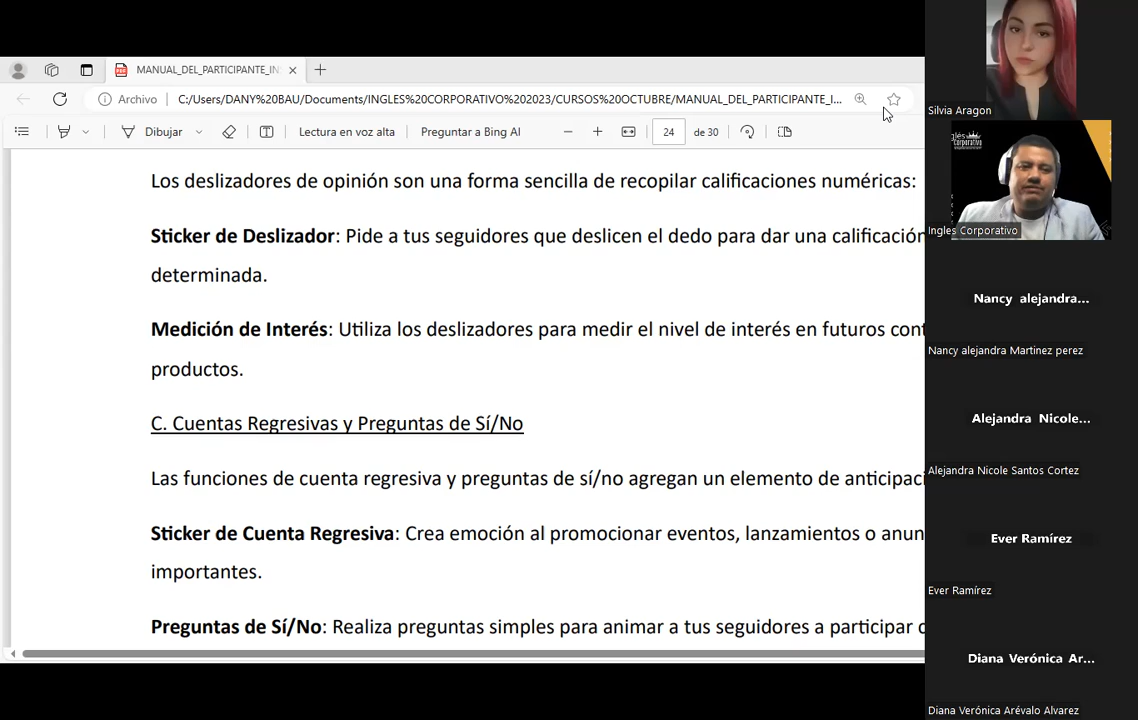 MANUAL_DEL_PARTICIPANTE_IN
Archivo
C:/Users/DANY%20BAU/Documents/INGLES%20CORPORATIVO%202023/CURSOS%20OCTUBRE/MANUAL_DEL_PARTICIPANTE_I...
Dibujar
Lectura en voz alta
Preguntar a Bing AI
24
de 30
Los deslizadores de opinión son una forma sencilla de recopilar calificaciones numéricas:
Sticker de Deslizador: Pide a tus seguidores que deslicen el dedo para dar una calificación
determinada.
Medición de Interés: Utiliza los deslizadores para medir el nivel de interés en futuros con
productos.
C. Cuentas Regresivas y Preguntas de Sí/No
Las funciones de cuenta regresiva y preguntas de sí/no agregan un elemento de anticipaci
Sticker de Cuenta Regresiva: Crea emoción al promocionar eventos, lanzamientos o anun
importantes.
Preguntas de Sí/No: Realiza preguntas simples para animar a tus seguidores a participar
Silvia Aragon
Inglés
Corporativo
Ingles Corporativo
Nancy alejandra...
Nancy alejandra Martinez perez
Alejandra Nicole...
Alejandra Nicole Santos Cortez
Ever Ramírez
Ever Ramírez
Diana Verónica Ar...
Diana Verónica Arévalo Alvarez